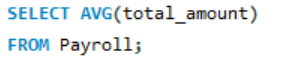 SELECT AVG(total_amount)
FROM Payroll;